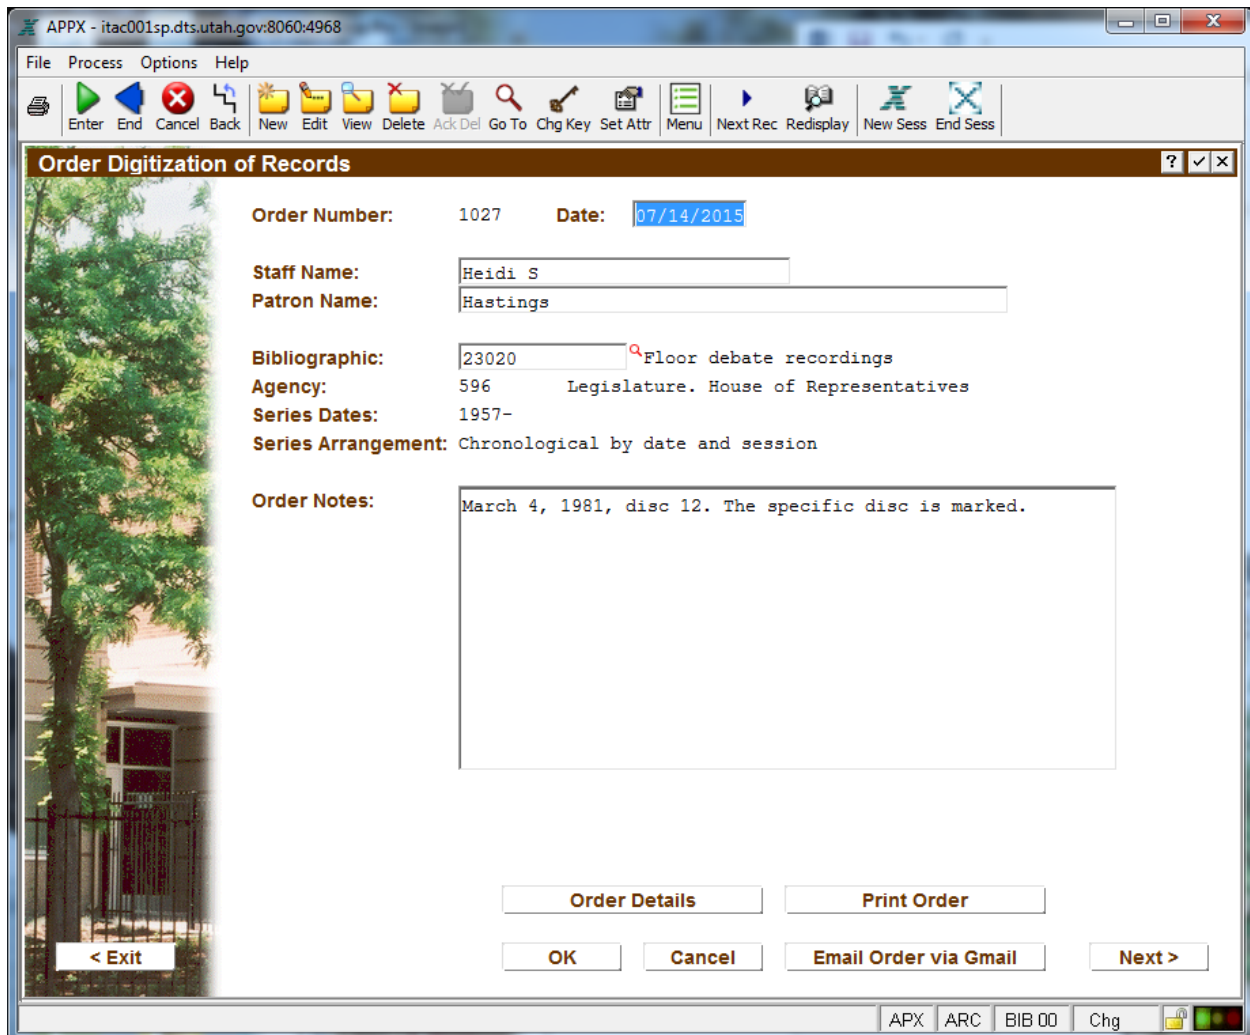 APPX - itac001sp.dts.utah.gov:8060:4968
File Process Options Help
Enter End Cancel Back New Edit View Delete Ack Del Go To Chg Key Set Attr Menu Next Rec Redisplay New Sess End Sess
Order Digitization of Records
Order Number: 1027 Date: 07/14/2015
Staff Name: Heidi S
Patron Name: Hastings
Bibliographic: 23020 Floor debate recordings
Agency: 596 Legislature. House of Representatives
Series Dates: 1957-
Series Arrangement: Chronological by date and session
Order Notes: March 4, 1981, disc 12. The specific disc is marked.
Order Details Print Order
< Exit OK Cancel Email Order via Gmail Next >
APX ARC BIB 00 Chg